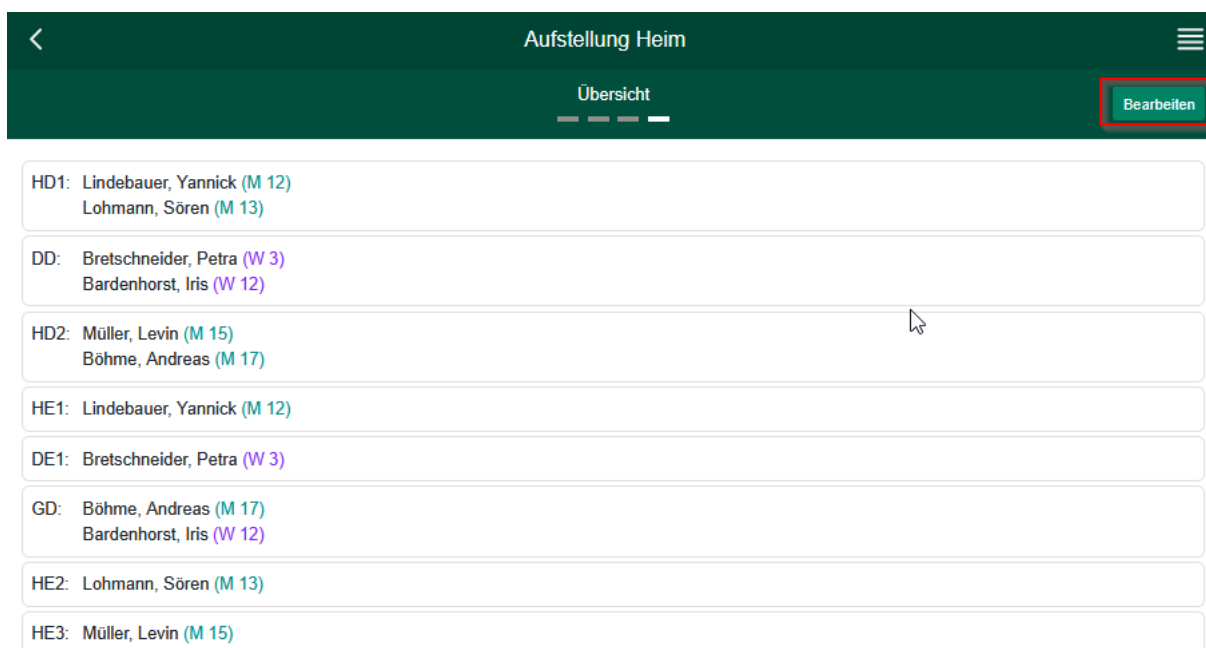 Aufstellung Heim
Übersicht
Bearbeiten
HD1: Lindebauer, Yannick (M 12)
Lohmann, Sören (M 13)
DD: Bretschneider, Petra (W 3)
Bardenhorst, Iris (W 12)
HD2: Müller, Levin (M 15)
Böhme, Andreas (M 17)
HE1: Lindebauer, Yannick (M 12)
DE1: Bretschneider, Petra (W 3)
GD: Böhme, Andreas (M 17)
Bardenhorst, Iris (W 12)
HE2: Lohmann, Sören (M 13)
HE3: Müller, Levin (M 15)